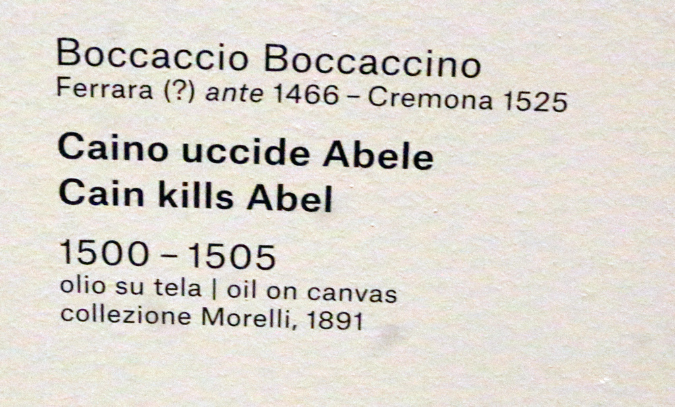 Boccaccio Boccaccino
Ferrara (?) ante 1466 – Cremona 1525
Caino uccide Abele
Cain kills Abel
1500 – 1505
olio su tela | oil on canvas
collezione Morelli, 1891